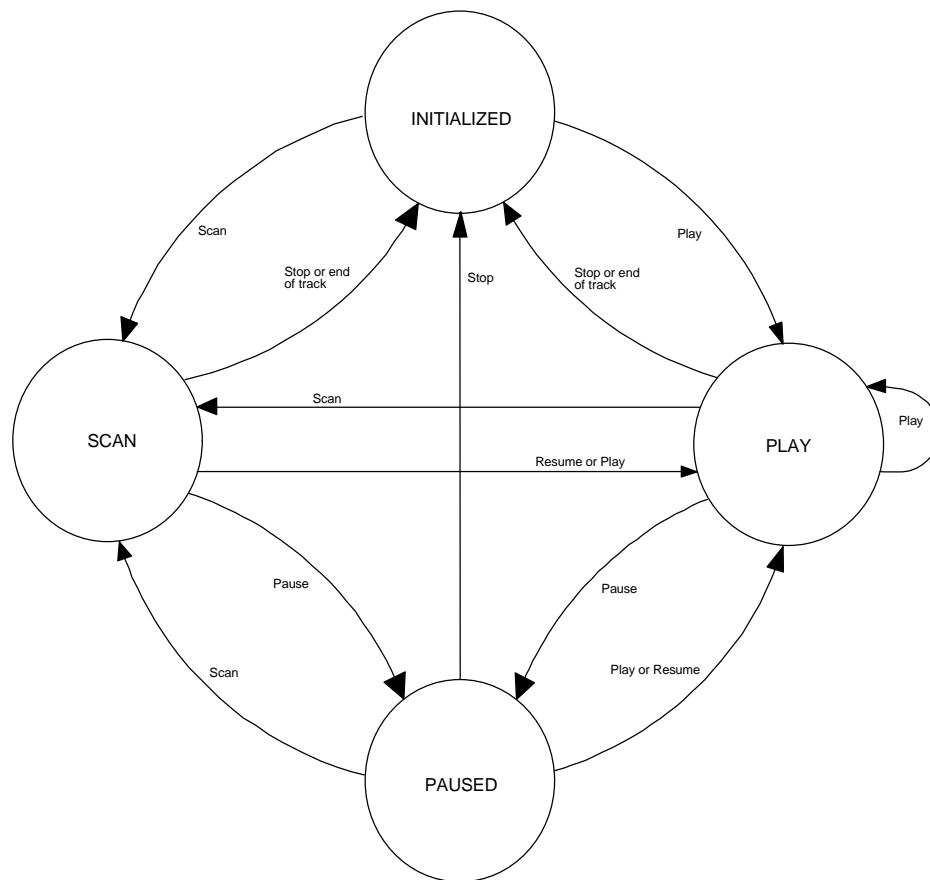 INITIALIZED
Scan
Play
Stop or end
of track
Stop
Stop or end
of track
Scan
SCAN
PLAY
Play
Resume or Play
Pause
Pause
Scan
Play or Resume
PAUSED